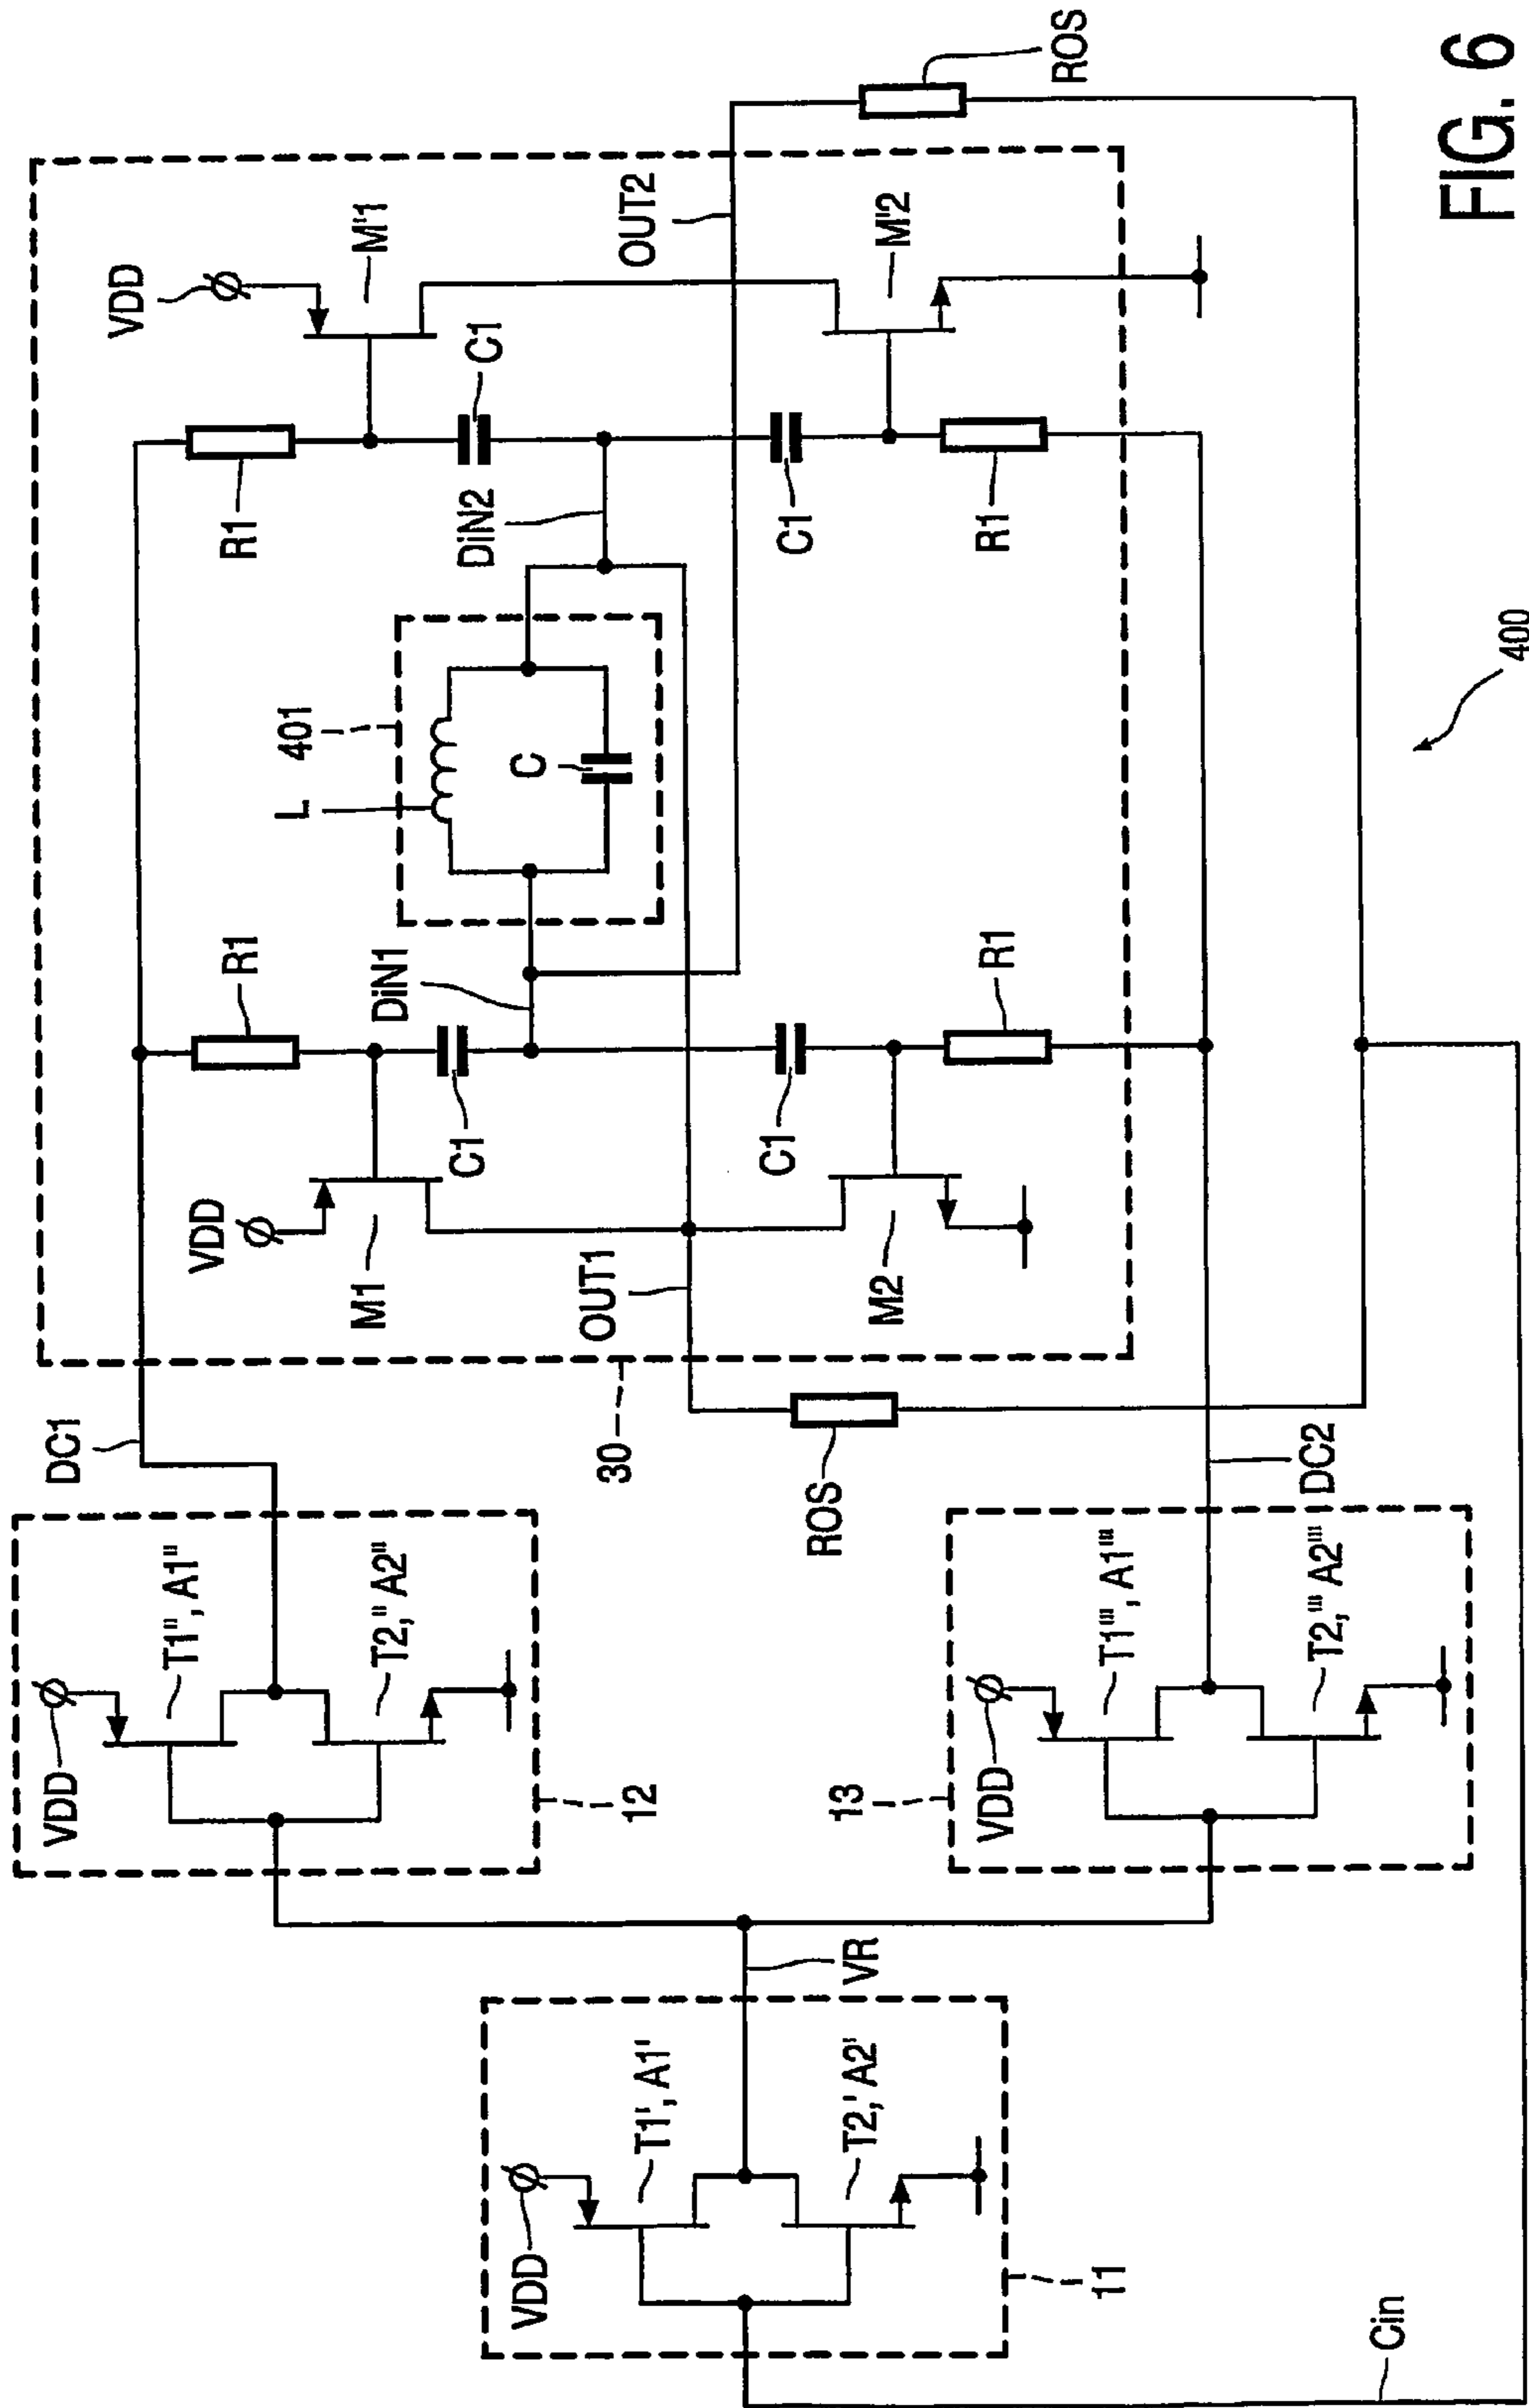 VDD
T1", A1"
T2," A2"
12
DC1
VDD
M1
R1
C1
DiN1
L
401
C
R1
C1
DiN2
VDD
M'1
OUT2
ROS
VDD
T1', A1'
T2,' A2'
11
VR
OUT1
30
ROS
M2
C1
R1
C1
R1
M'2
VDD
T1''', A1'''
T2,''' A2'''
13
DC2
Cin
400
FIG. 6